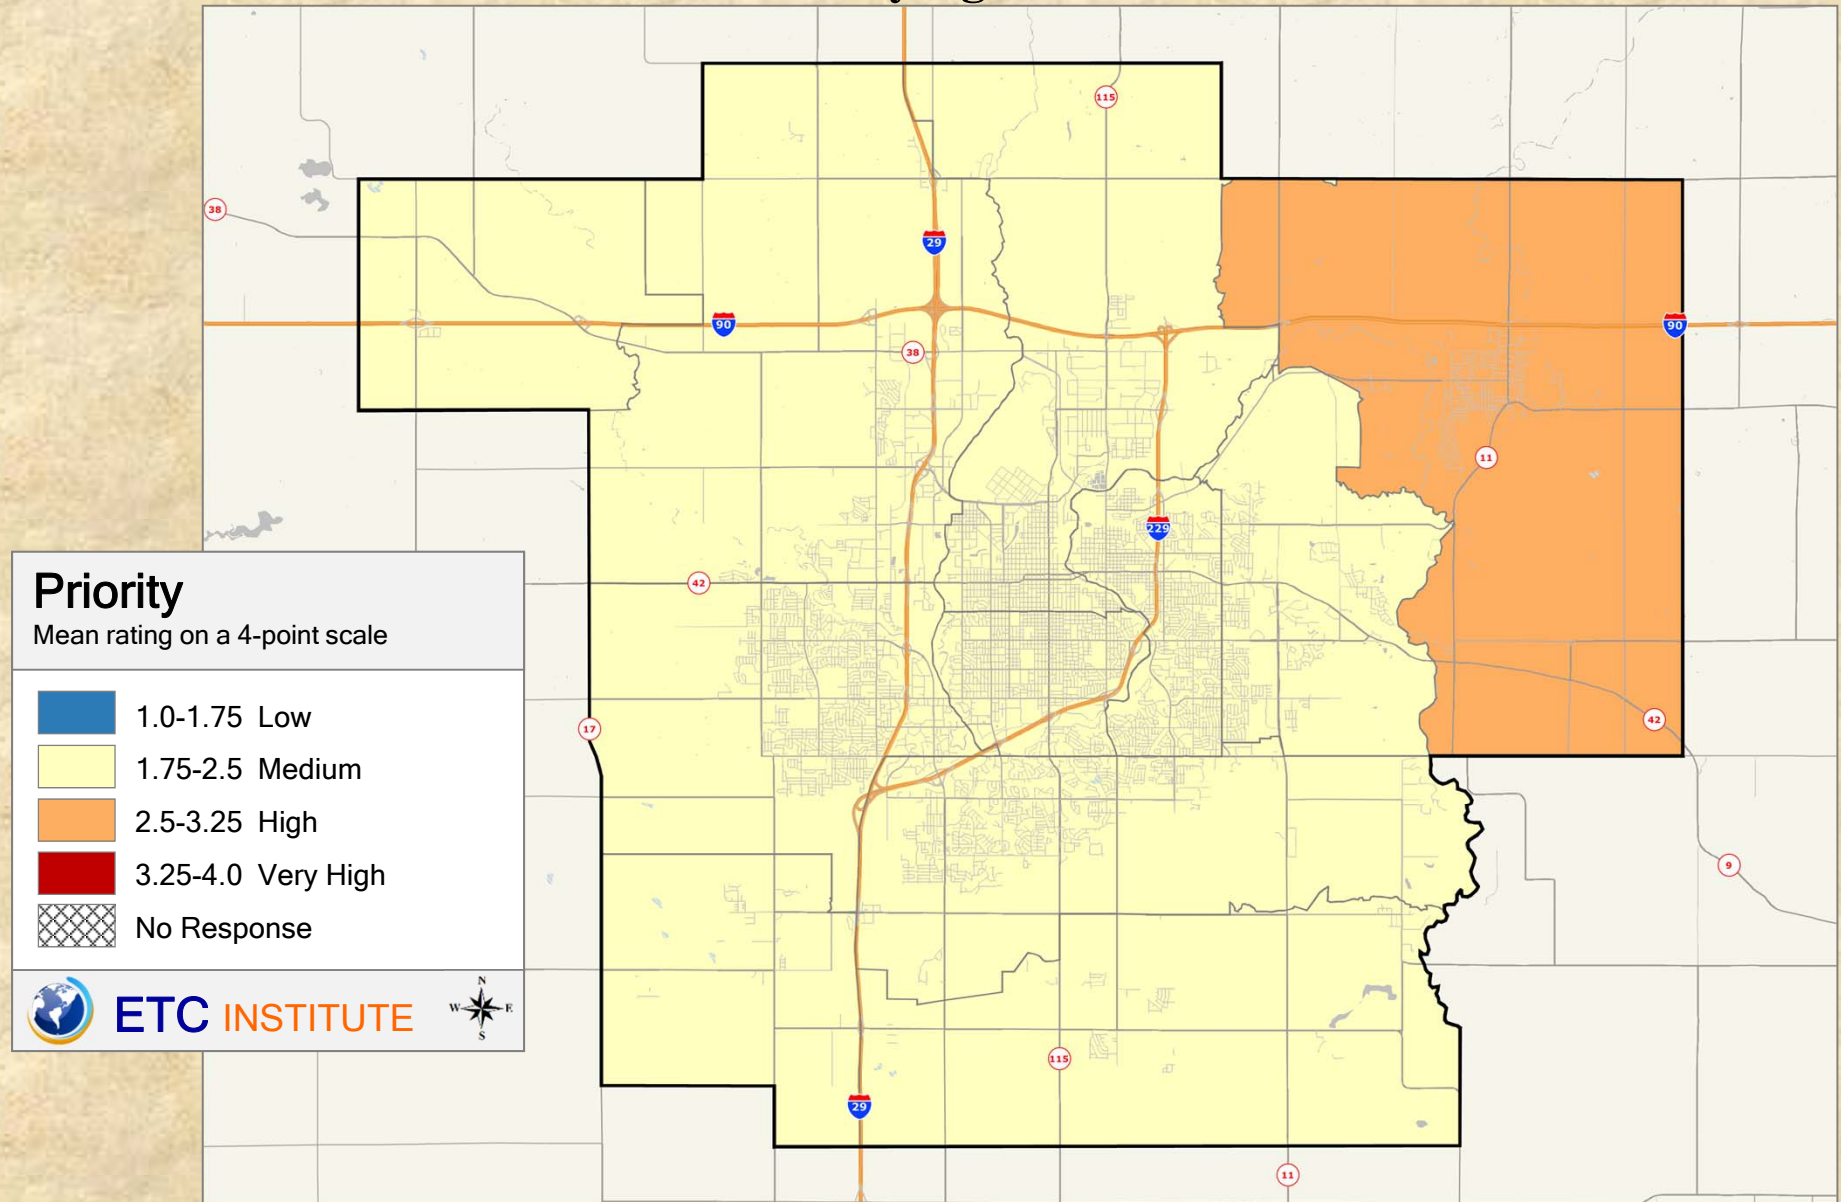 115
38
29
90
90
38
11
229
42
Priority
Mean rating on a 4-point scale
1.0-1.75 Low
1.75-2.5 Medium
2.5-3.25 High
3.25-4.0 Very High
No Response
17
42
9
ETC INSTITUTE
N
W E
S
115
29
11